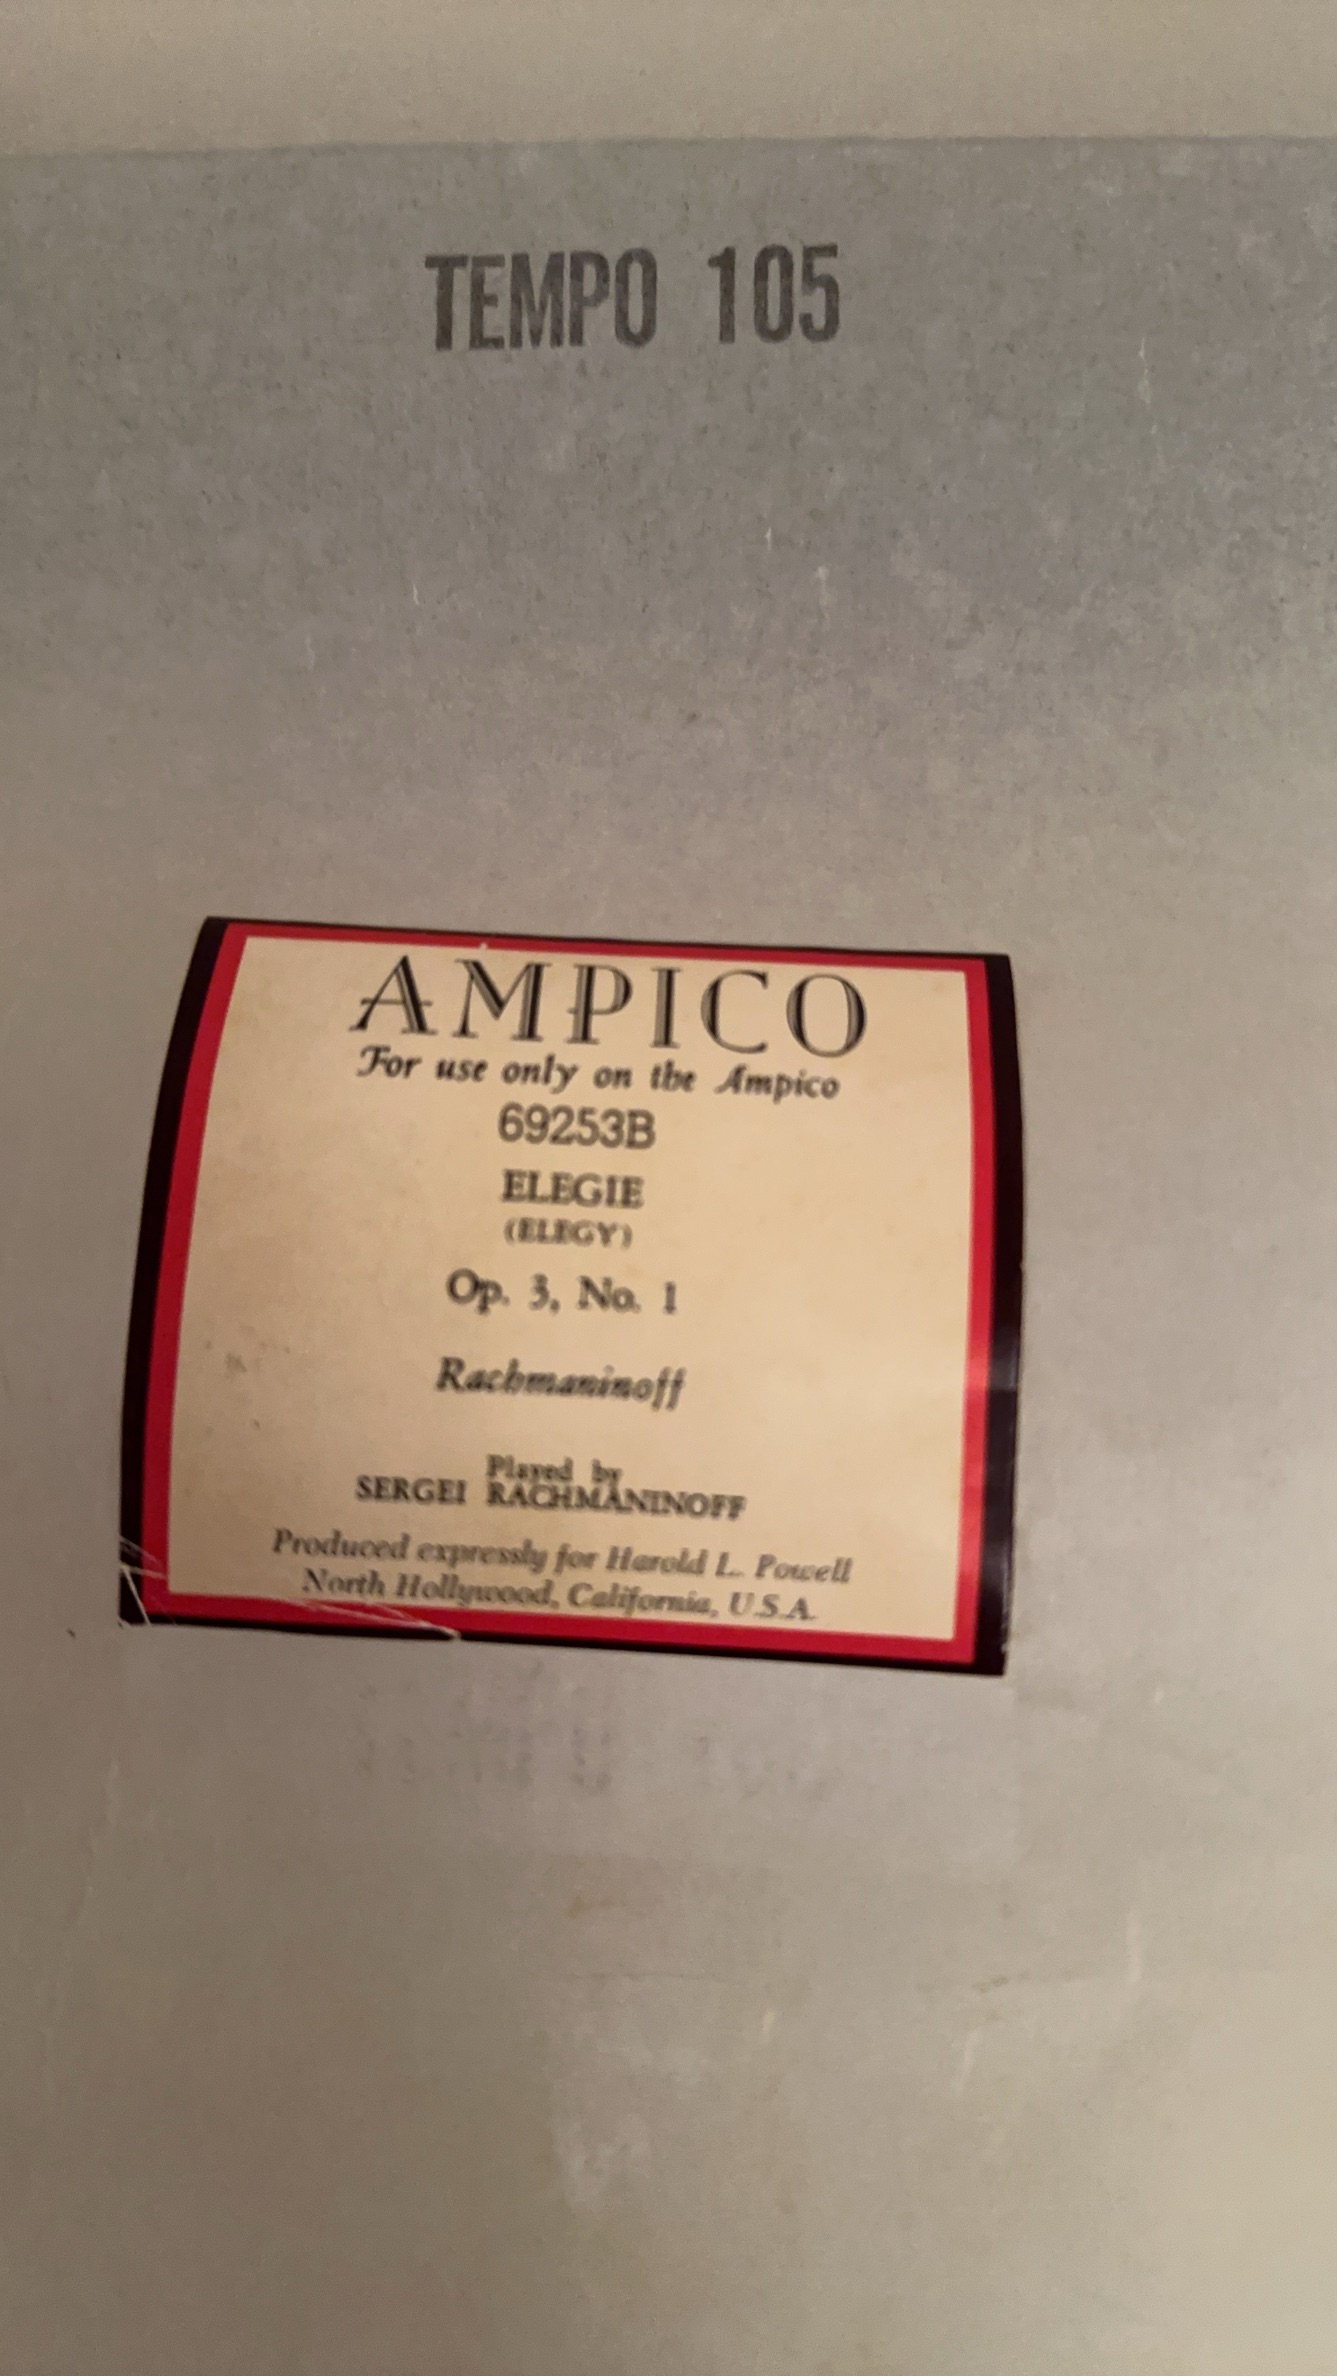 TEMPO 105
AMPICO
For use only on the Ampico
69253B
ELEGIE
(ELEGY)
Op. 3, No. 1
Rachmaninoff
Played by
SERGEI RACHMANINOFF
Produced expressly for Harold L. Powell
North Hollywood, California, U.S.A.